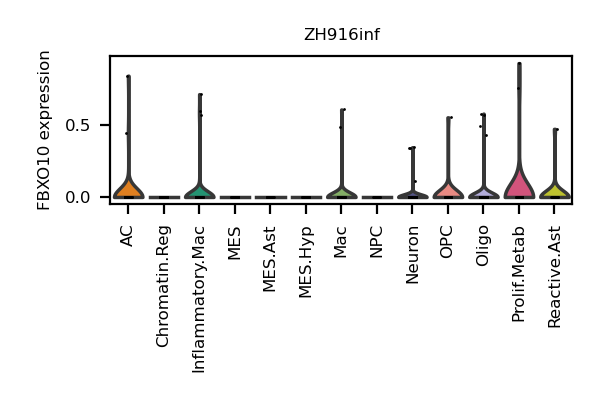 ZH916inf
FBXO10 expression
0.5
0.0
AC
Chromatin.Reg
Inflammatory.Mac
MES
MES.Ast
MES.Hyp
Mac
NPC
Neuron
OPC
Oligo
Prolif.Metab
Reactive.Ast